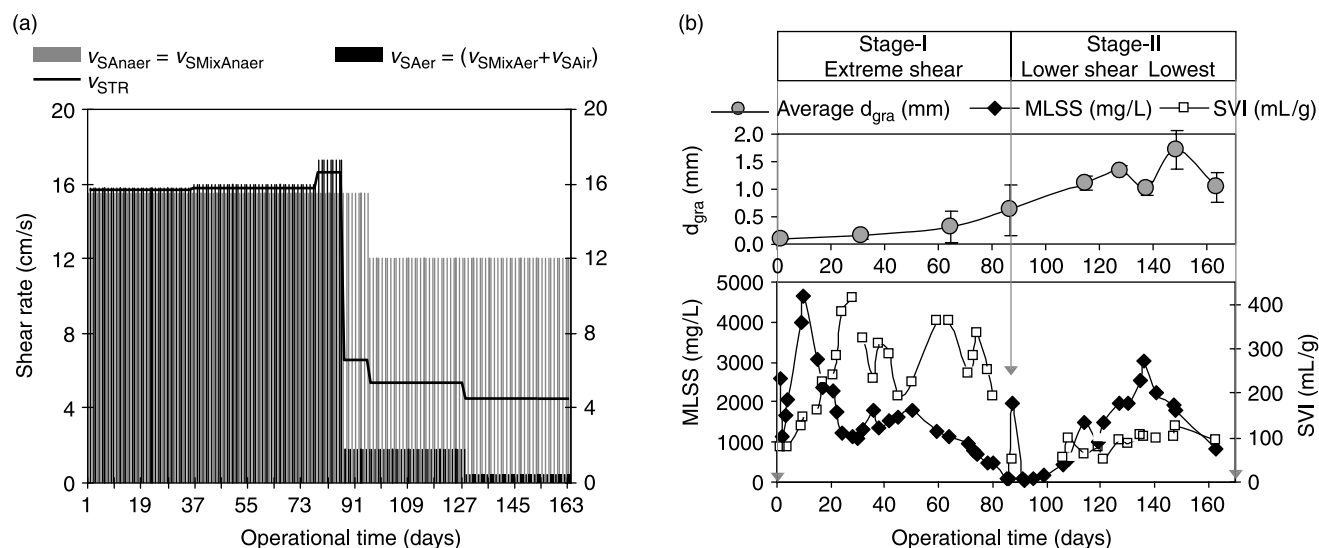 (a)
vSAnaer = vSMixAnaer
vSAer = (vSMixAer+vSAir)
vSTR
20
16
12
8
4
0
Shear rate (cm/s)
20
16
12
8
4
0
1 19 37 55 73 91 109 127 145 163
Operational time (days)
(b)
Stage-I
Extreme shear
Stage-II
Lower shear Lowest
Average dgra (mm)
MLSS (mg/L)
SVI (mL/g)
2.0
1.5
1.0
0.5
0.0
dgra (mm)
0 20 40 60 80 100 120 140 160
5000
4000
3000
2000
1000
0
MLSS (mg/L)
400
300
200
100
0
SVI (mL/g)
0 20 40 60 80 100 120 140 160
Operational time (days)